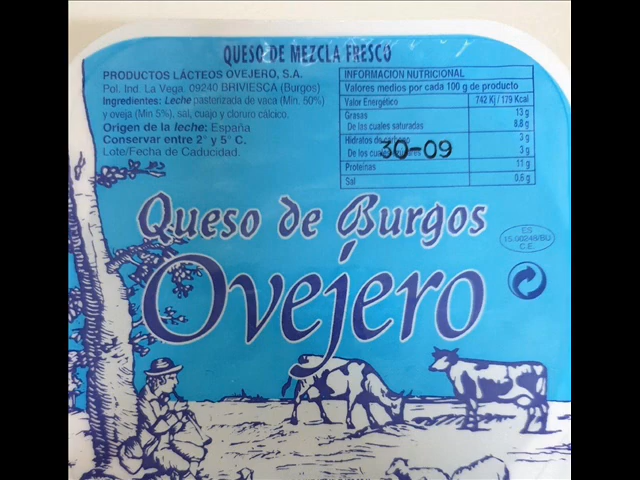 QUESO DE MEZCLA FRESCO
PRODUCTOS LÁCTEOS OVEJERO, S.A.
Pol. Ind. La Vega. 09240 BRIVIESCA (Burgos)
Ingredientes: Leche pasterizada de vaca (Min. 50%)
y oveja (Min 5%), sal, cuajo y cloruro cálcico.
Origen de la leche: España
Conservar entre 2° y 5° C.
Lote/Fecha de Caducidad.
INFORMACIÓN NUTRICIONAL
Valores medios por cada 100 g de producto
Valor Energético 742 Kj / 179 Kcal
Grasas 13 g
De las cuales saturadas 8,8 g
Hidratos de carbono 3 g
De los cuales azúcares 3 g
30-09
Proteínas 11 g
Sal 0,6 g
Queso de Burgos
Ovejero
ES
15.00248/BU
C.E.